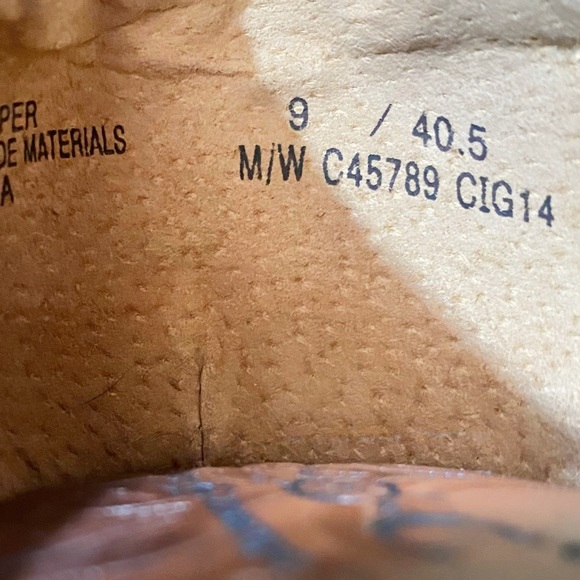 PER
DE MATERIALS
A
9 / 40.5
M/W C45789 CIG14